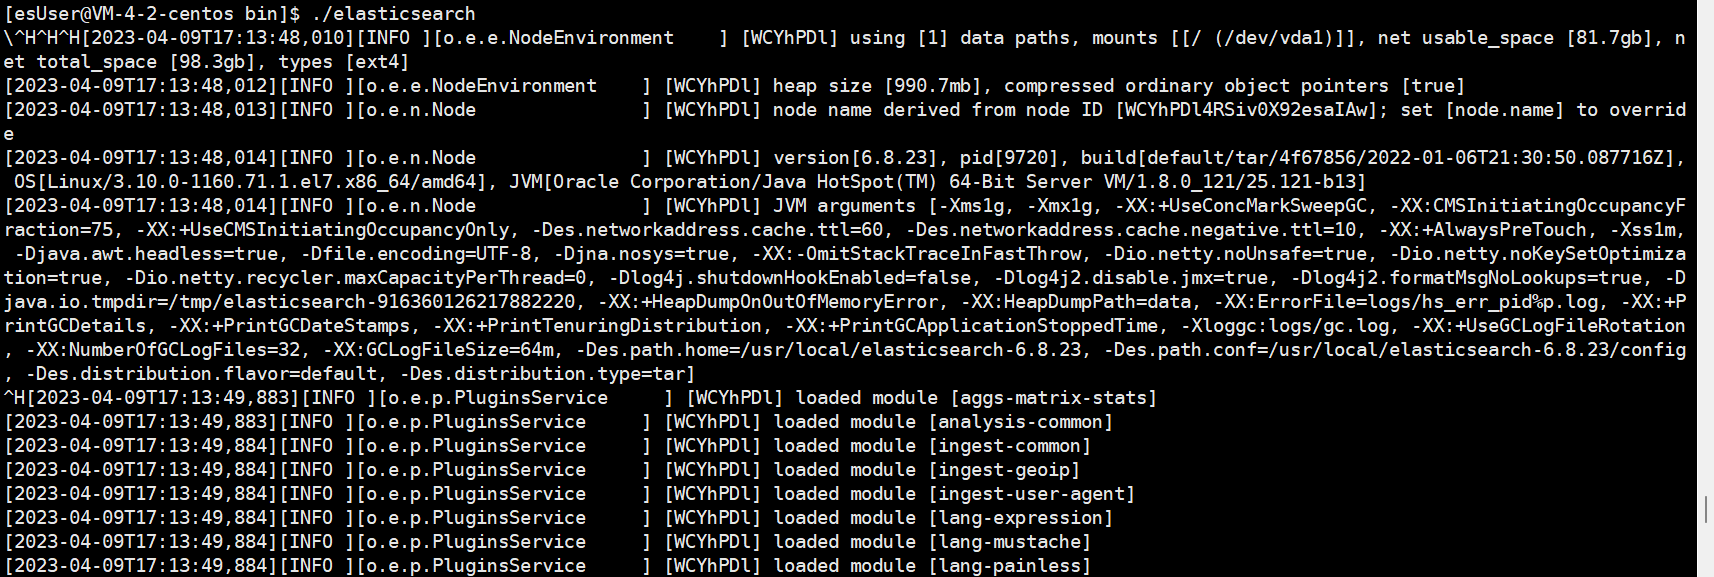 [esUser@VM-4-2-centos bin]$ ./elasticsearch
\^H^H^H[2023-04-09T17:13:48,010][INFO ][o.e.e.NodeEnvironment    ] [WCYhPDl] using [1] data paths, mounts [[/ (/dev/vda1)]], net usable_space [81.7gb], n
et total_space [98.3gb], types [ext4]
[2023-04-09T17:13:48,012][INFO ][o.e.e.NodeEnvironment    ] [WCYhPDl] heap size [990.7mb], compressed ordinary object pointers [true]
[2023-04-09T17:13:48,013][INFO ][o.e.n.Node               ] [WCYhPDl] node name derived from node ID [WCYhPDl4RSiv0X92esaIAw]; set [node.name] to overrid
e
[2023-04-09T17:13:48,014][INFO ][o.e.n.Node               ] [WCYhPDl] version[6.8.23], pid[9720], build[default/tar/4f67856/2022-01-06T21:30:50.087716Z],
 OS[Linux/3.10.0-1160.71.1.el7.x86_64/amd64], JVM[Oracle Corporation/Java HotSpot(TM) 64-Bit Server VM/1.8.0_121/25.121-b13]
[2023-04-09T17:13:48,014][INFO ][o.e.n.Node               ] [WCYhPDl] JVM arguments [-Xms1g, -Xmx1g, -XX:+UseConcMarkSweepGC, -XX:CMSInitiatingOccupancyF
raction=75, -XX:+UseCMSInitiatingOccupancyOnly, -Des.networkaddress.cache.ttl=60, -Des.networkaddress.cache.negative.ttl=10, -XX:+AlwaysPreTouch, -Xss1m,
 -Djava.awt.headless=true, -Dfile.encoding=UTF-8, -Djna.nosys=true, -XX:-OmitStackTraceInFastThrow, -Dio.netty.noUnsafe=true, -Dio.netty.noKeySetOptimiza
tion=true, -Dio.netty.recycler.maxCapacityPerThread=0, -Dlog4j.shutdownHookEnabled=false, -Dlog4j2.disable.jmx=true, -Dlog4j2.formatMsgNoLookups=true, -D
java.io.tmpdir=/tmp/elasticsearch-916360126217882220, -XX:+HeapDumpOnOutOfMemoryError, -XX:HeapDumpPath=data, -XX:ErrorFile=logs/hs_err_pid%p.log, -XX:+P
rintGCDetails, -XX:+PrintGCDateStamps, -XX:+PrintTenuringDistribution, -XX:+PrintGCApplicationStoppedTime, -Xloggc:logs/gc.log, -XX:+UseGCLogFileRotation
, -XX:NumberOfGCLogFiles=32, -XX:GCLogFileSize=64m, -Des.path.home=/usr/local/elasticsearch-6.8.23, -Des.path.conf=/usr/local/elasticsearch-6.8.23/config
, -Des.distribution.flavor=default, -Des.distribution.type=tar]
^H[2023-04-09T17:13:49,883][INFO ][o.e.p.PluginsService     ] [WCYhPDl] loaded module [aggs-matrix-stats]
[2023-04-09T17:13:49,883][INFO ][o.e.p.PluginsService     ] [WCYhPDl] loaded module [analysis-common]
[2023-04-09T17:13:49,884][INFO ][o.e.p.PluginsService     ] [WCYhPDl] loaded module [ingest-common]
[2023-04-09T17:13:49,884][INFO ][o.e.p.PluginsService     ] [WCYhPDl] loaded module [ingest-geoip]
[2023-04-09T17:13:49,884][INFO ][o.e.p.PluginsService     ] [WCYhPDl] loaded module [ingest-user-agent]
[2023-04-09T17:13:49,884][INFO ][o.e.p.PluginsService     ] [WCYhPDl] loaded module [lang-expression]
[2023-04-09T17:13:49,884][INFO ][o.e.p.PluginsService     ] [WCYhPDl] loaded module [lang-mustache]
[2023-04-09T17:13:49,884][INFO ][o.e.p.PluginsService     ] [WCYhPDl] loaded module [lang-painless]